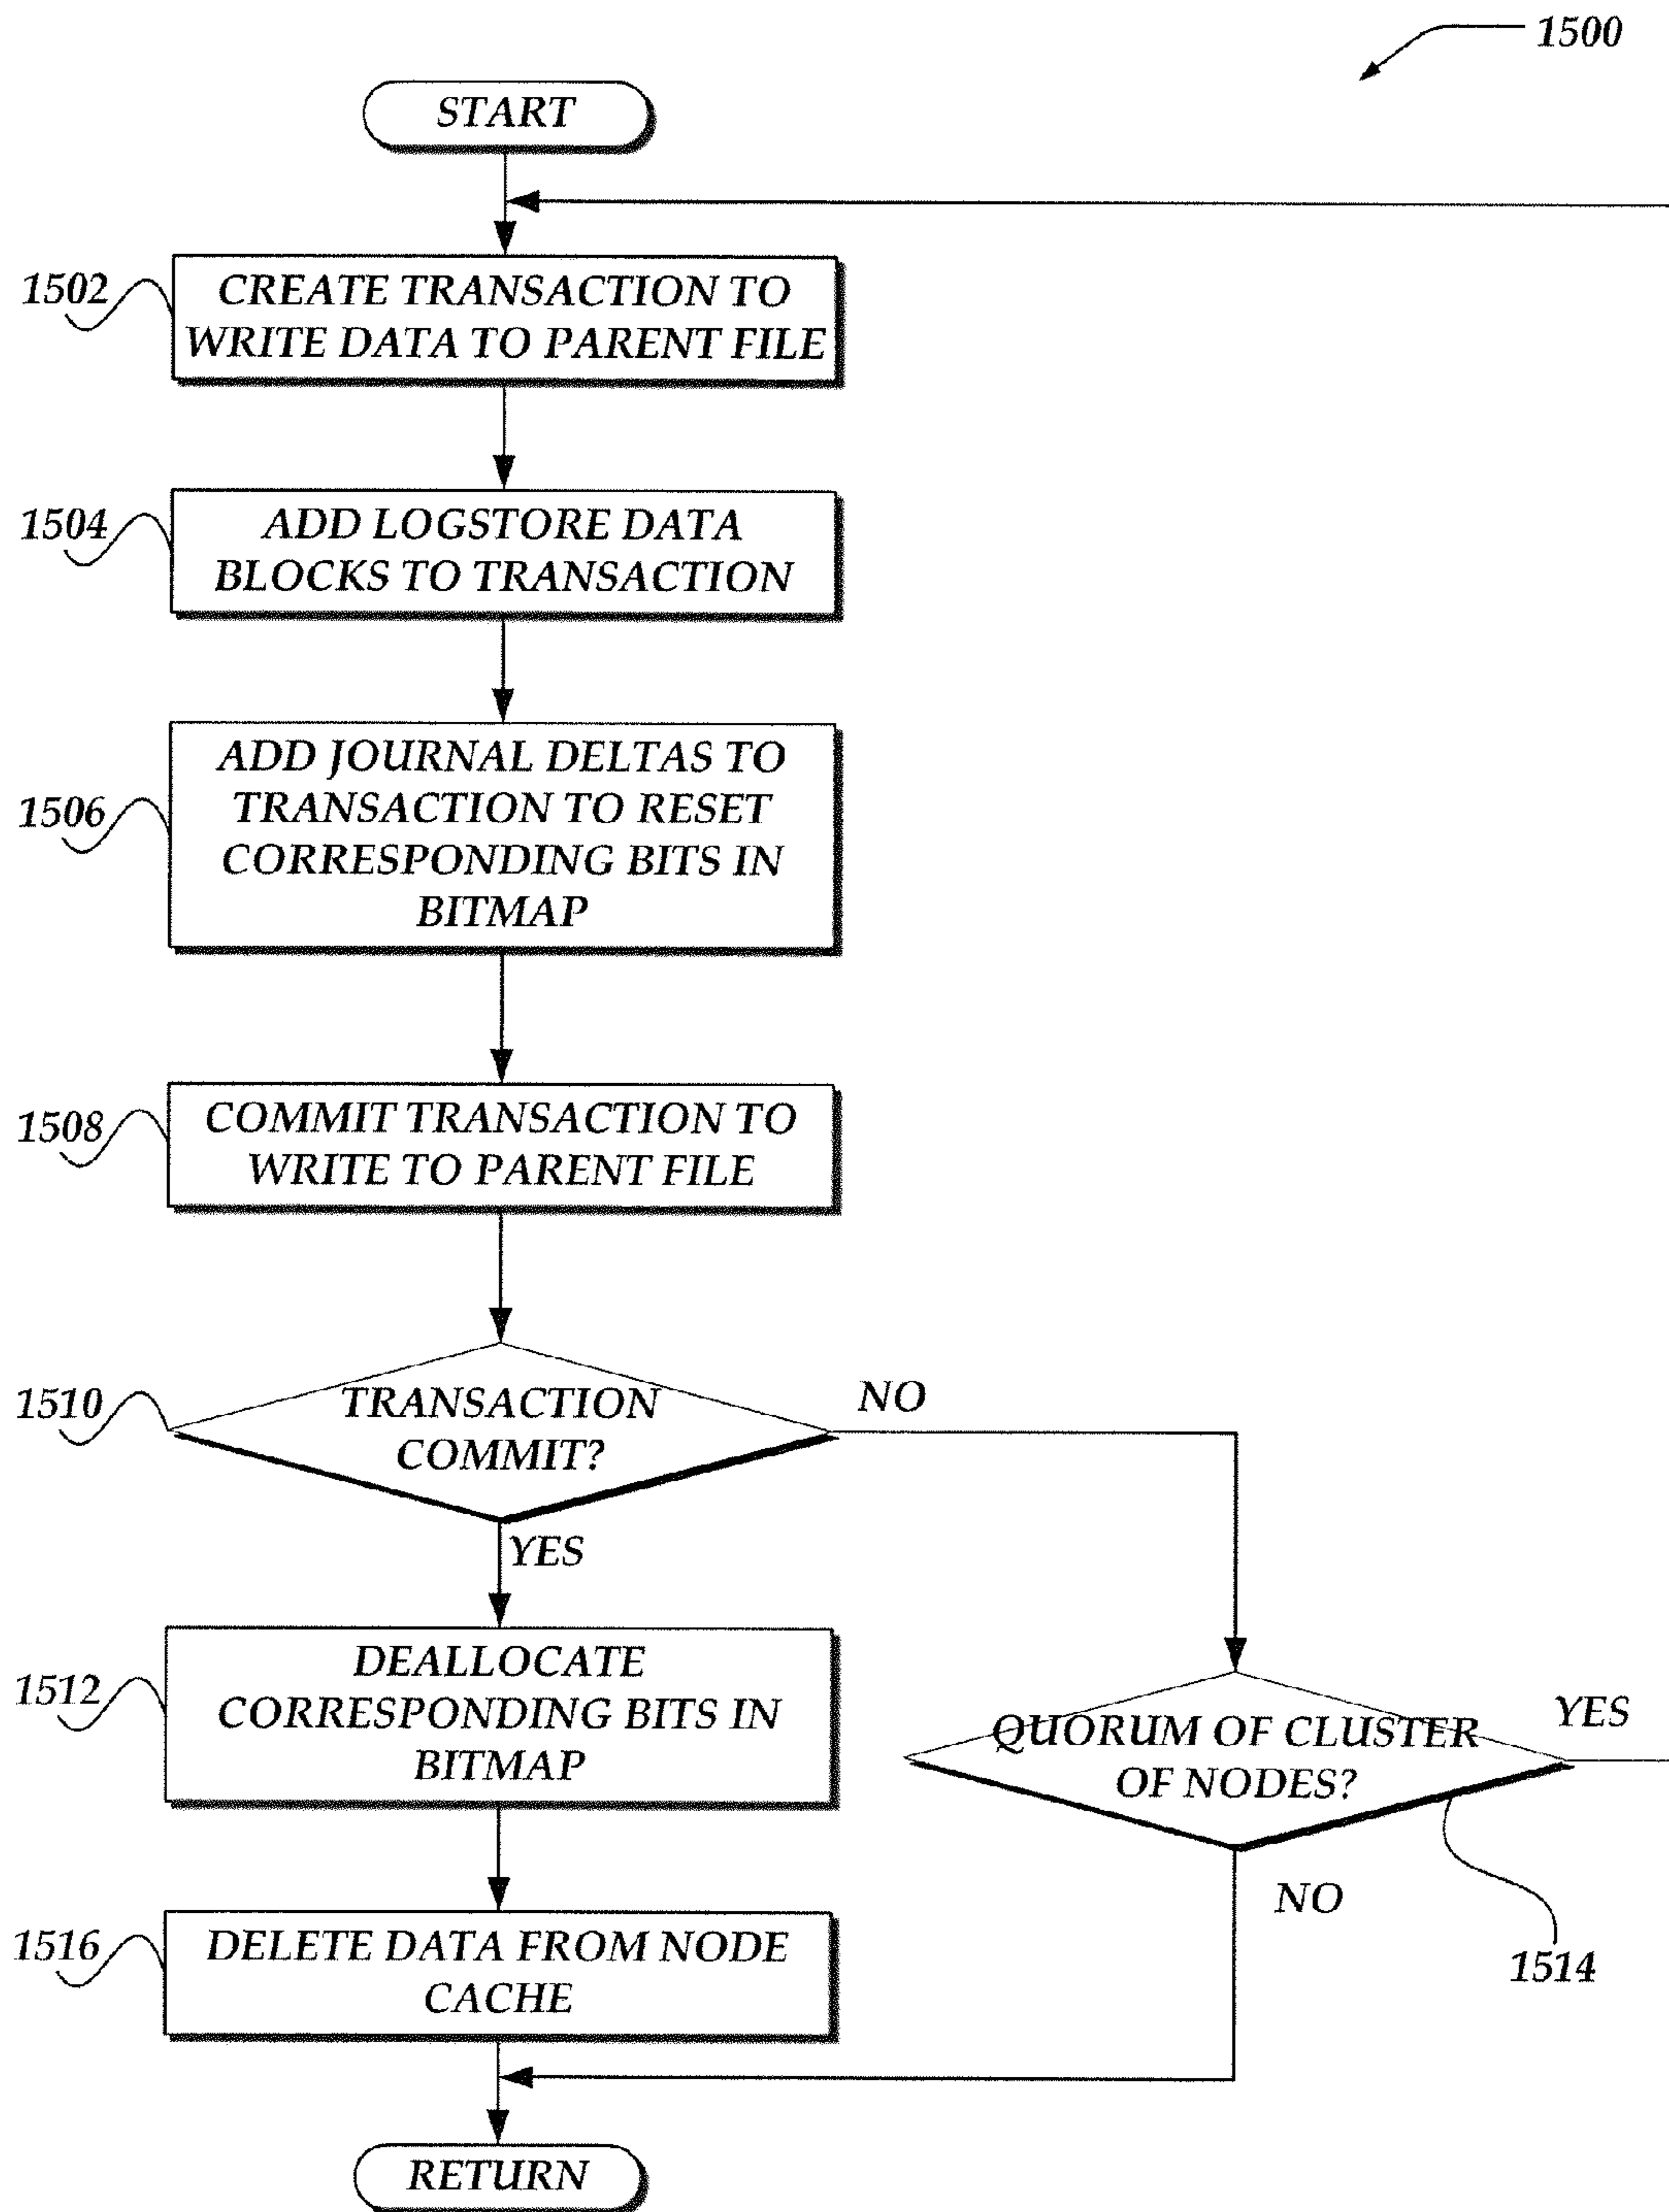 1500
START
1502
CREATE TRANSACTION TO
WRITE DATA TO PARENT FILE
1504
ADD LOGSTORE DATA
BLOCKS TO TRANSACTION
1506
ADD JOURNAL DELTAS TO
TRANSACTION TO RESET
CORRESPONDING BITS IN
BITMAP
1508
COMMIT TRANSACTION TO
WRITE TO PARENT FILE
1510
TRANSACTION
COMMIT?
NO
YES
1512
DEALLOCATE
CORRESPONDING BITS IN
BITMAP
QUORUM OF CLUSTER
OF NODES?
YES
NO
1514
1516
DELETE DATA FROM NODE
CACHE
RETURN